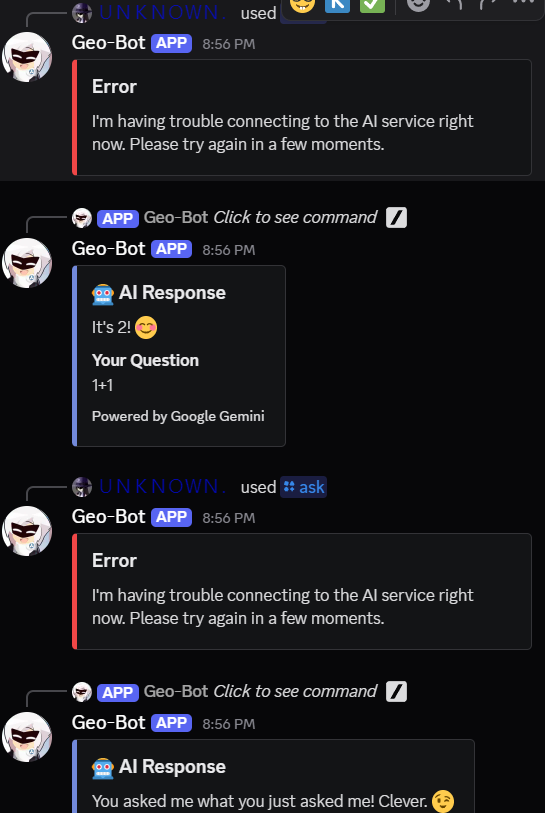 U N K N O W N . used
Geo-Bot APP 8:56 PM
Error
I'm having trouble connecting to the AI service right
now. Please try again in a few moments.
APP Geo-Bot Click to see command
Geo-Bot APP 8:56 PM
AI Response
It's 2! 😊
Your Question
1+1
Powered by Google Gemini
U N K N O W N . used ask
Geo-Bot APP 8:56 PM
Error
I'm having trouble connecting to the AI service right
now. Please try again in a few moments.
APP Geo-Bot Click to see command
Geo-Bot APP 8:56 PM
AI Response
You asked me what you just asked me! Clever. 😉